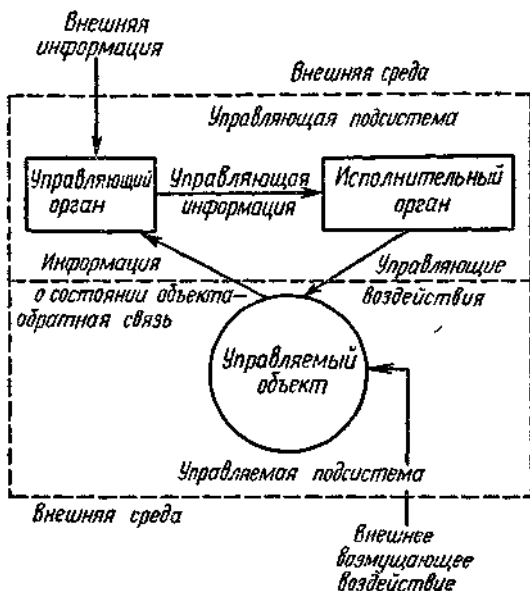 Внешняя
информация
Внешняя среда
Управляющая подсистема
Управляющий
орган
Управляющая
информация
Исполнительный
орган
Информация
о состоянии объекта—
обратная связь
Управляющие
воздействия
Управляемый
объект
Управляемая подсистема
Внешняя среда
Внешнее
возмущающее
воздействие